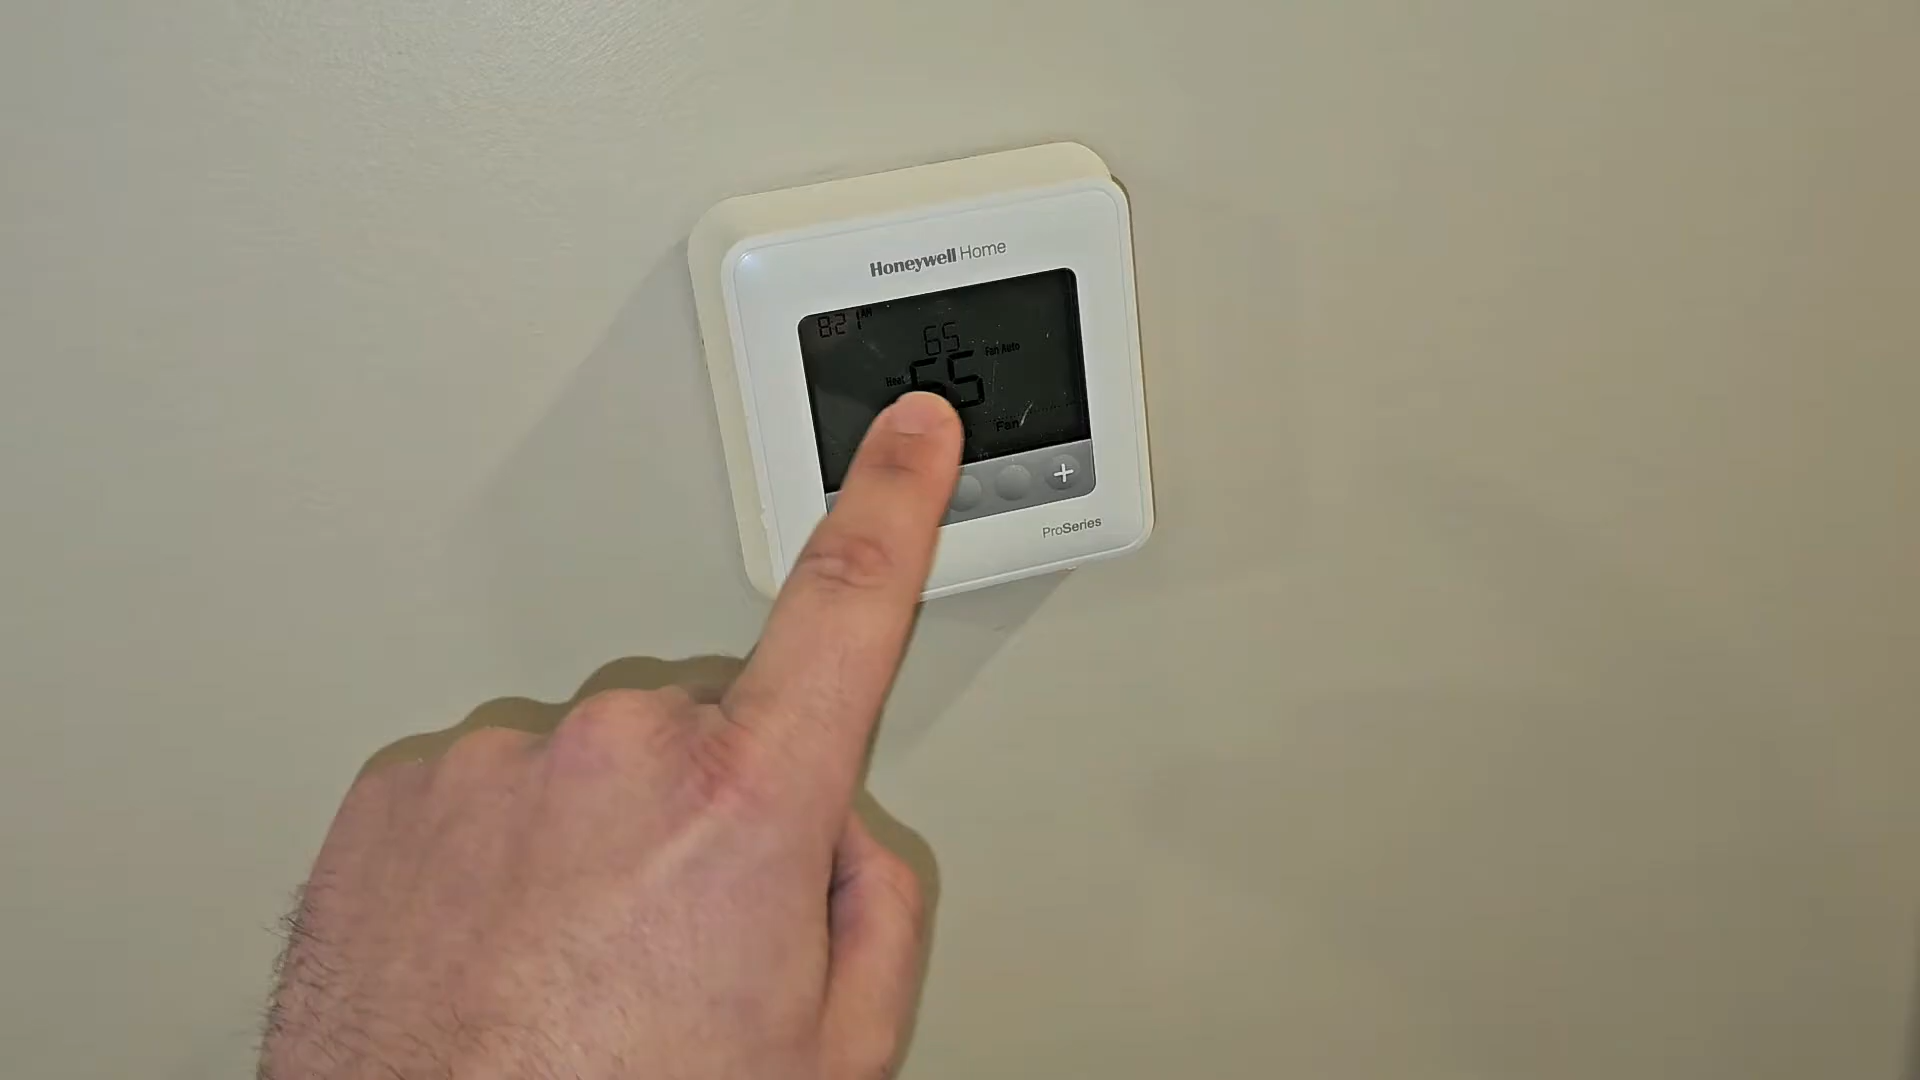 Honeywell Home
8:21 AM
65
Fan Auto
Heat 65
Fan
+
ProSeries